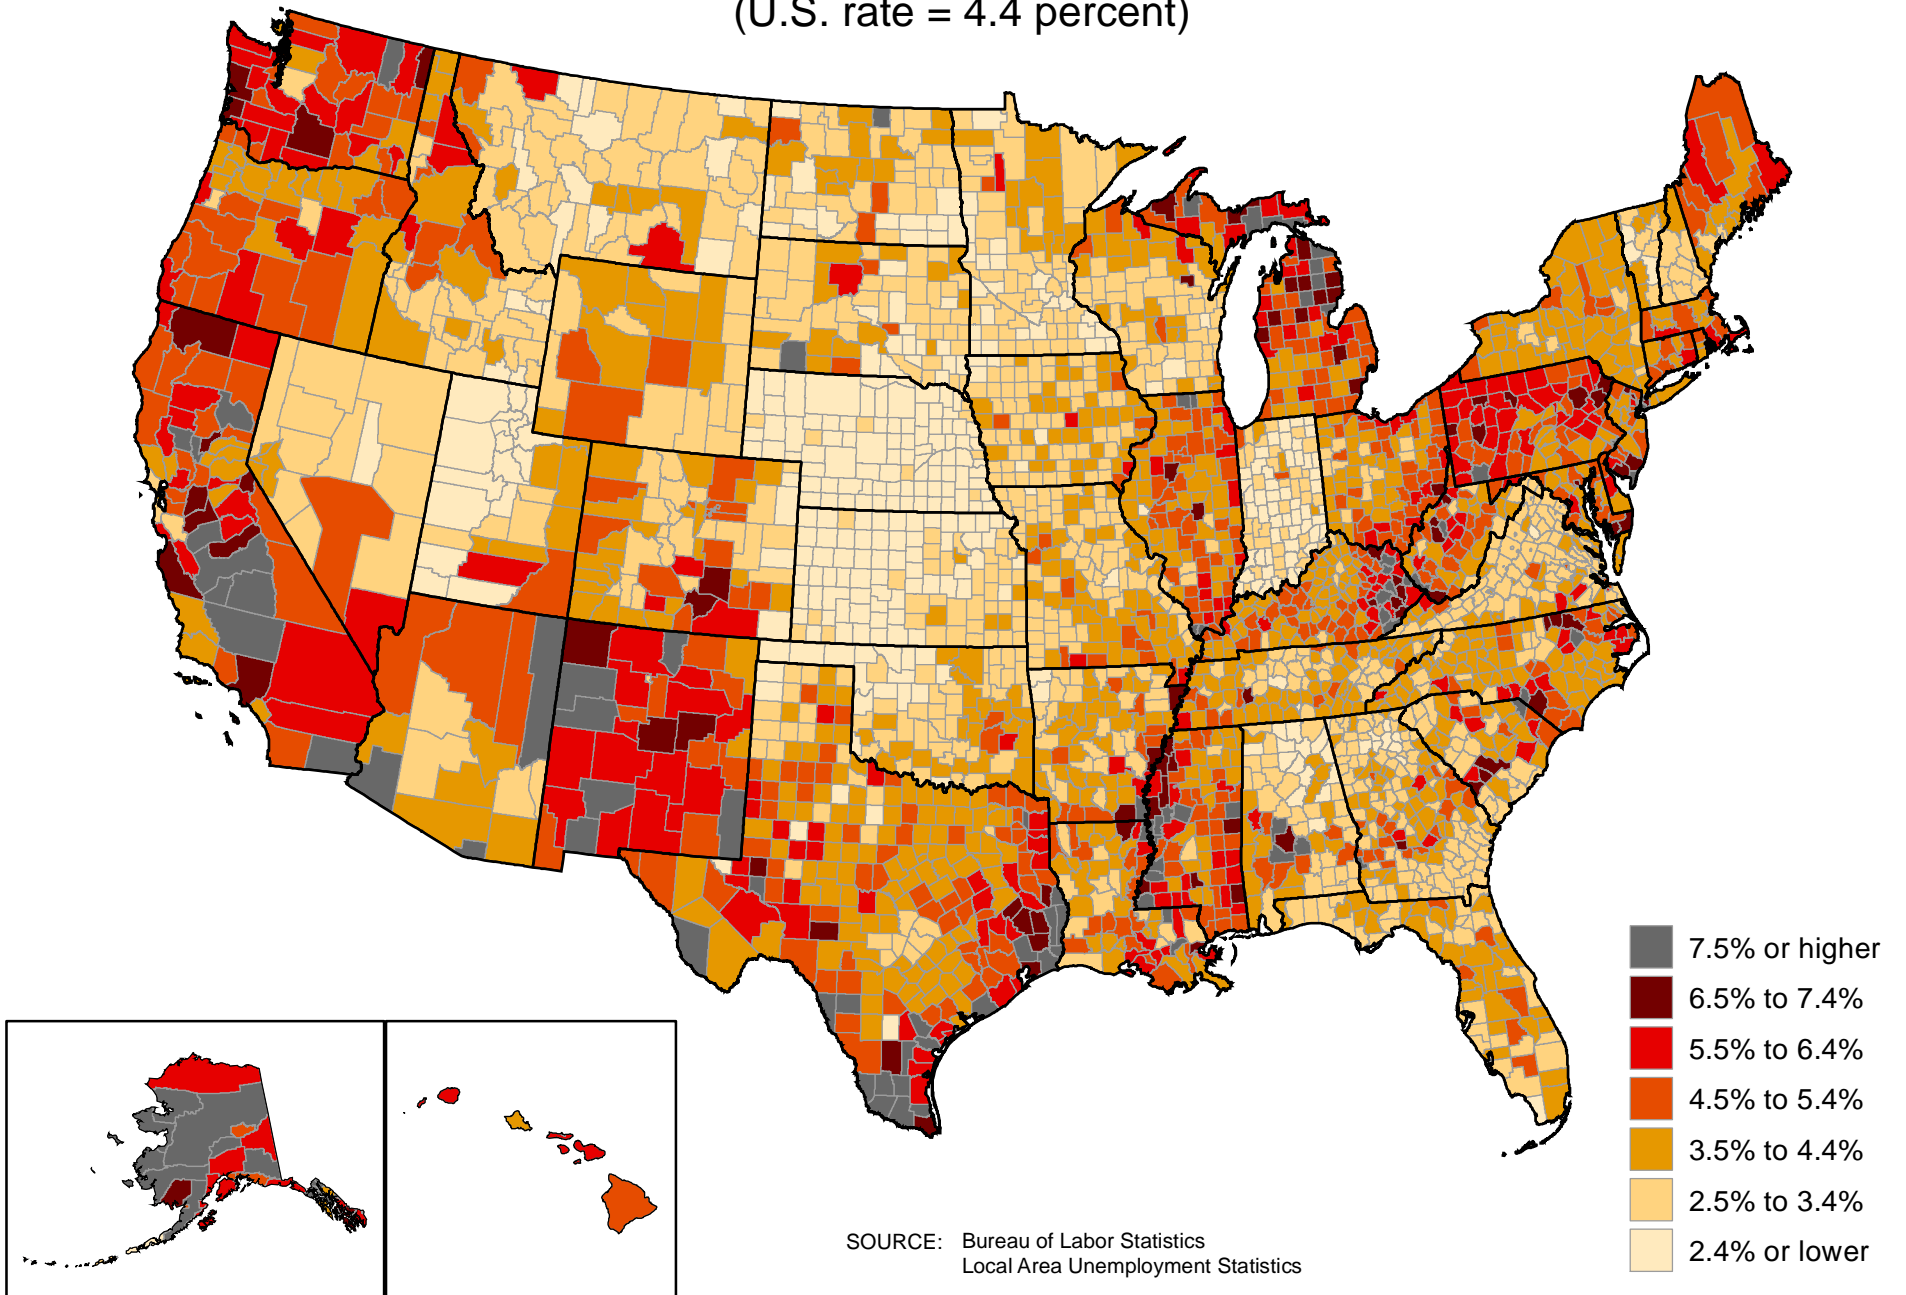 (U.S. rate = 4.4 percent)
7.5% or higher
6.5% to 7.4%
5.5% to 6.4%
4.5% to 5.4%
3.5% to 4.4%
2.5% to 3.4%
2.4% or lower
SOURCE: Bureau of Labor Statistics
Local Area Unemployment Statistics